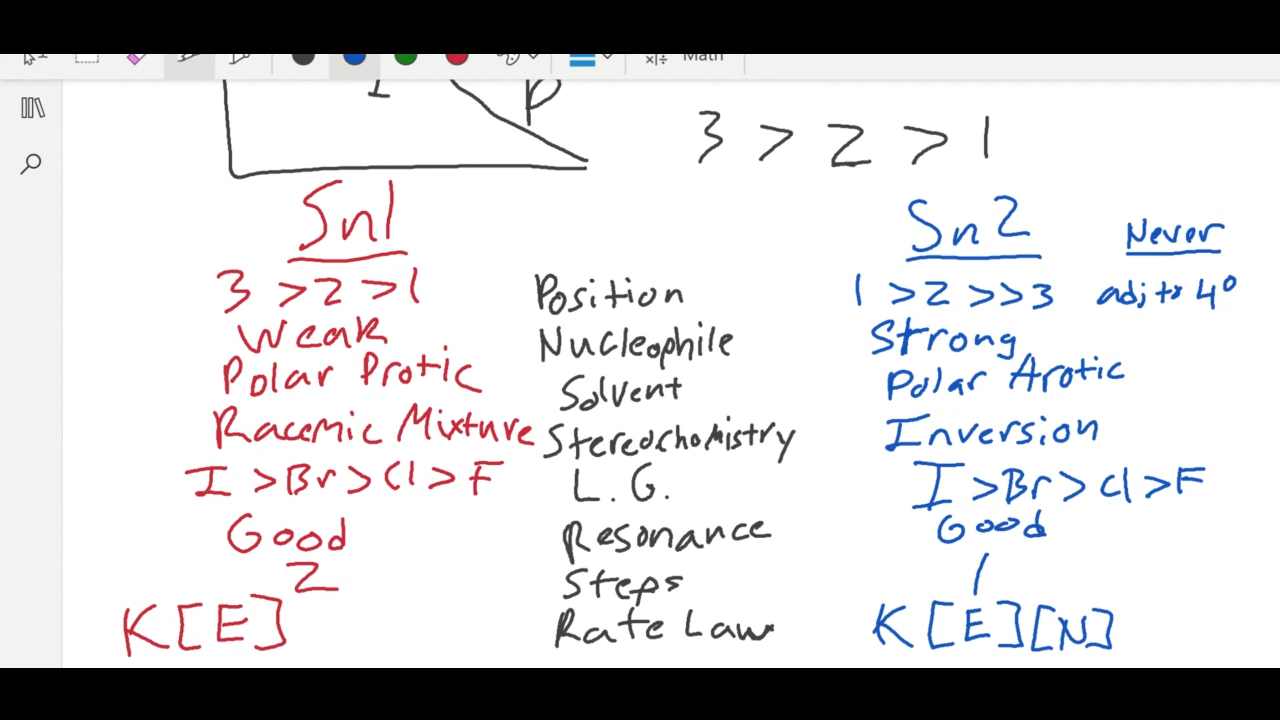 Math
I
P
3 > 2 > 1
Sn1
Sn2
Never
3 > 2 > 1
Position
1 > 2 >> 3
adj to 4°
Weak
Nucleophile
Strong
Polar Protic
Solvent
Polar Arotic
Racemic Mixture
Stereochomistry
Inversion
I > Br > Cl > F
L.G.
I > Br > Cl > F
Good
Resonance
Good
2
Steps
1
K[E]
Rate Law
K[E][N]